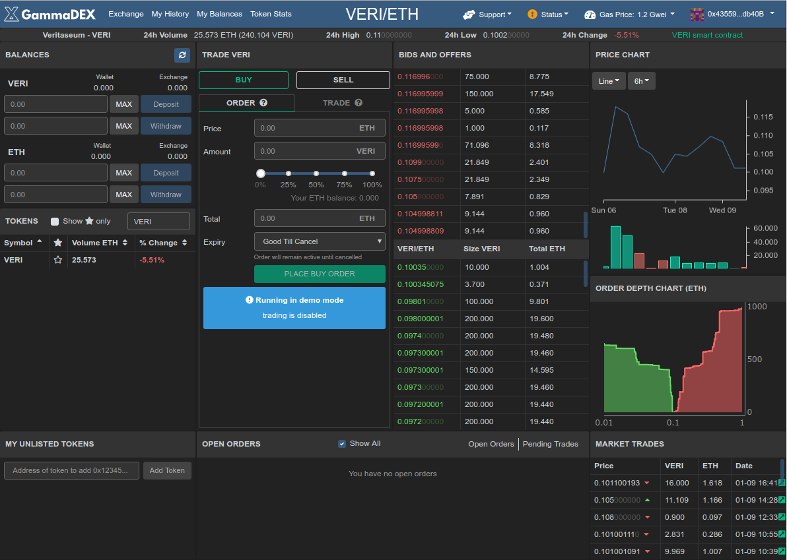 GammaDEX Exchange My History My Balances Token Stats VERI/ETH Support Status Gas Price: 1.2 Gwei 0x43559...db40B
Veritaseum - VERI 24h Volume 25.573 ETH (240.104 VERI) 24h High 0.110000000 24h Low 0.100200000 24h Change -5.51% VERI smart contract
BALANCES
Wallet Exchange
VERI 0.000 0.000
0.00 MAX Deposit
0.00 MAX Withdraw
Wallet Exchange
ETH 0.000 0.000
0.00 MAX Deposit
0.00 MAX Withdraw
TOKENS Show only VERI
Symbol Volume ETH % Change
VERI 25.573 -5.51%
TRADE VERI
BUY SELL
ORDER TRADE
Price 0.00 ETH
Amount 0.00 VERI
0% 25% 50% 75% 100%
Your ETH balance: 0.000
Total 0.00 ETH
Expiry Good Till Cancel
Order will remain active until cancelled
PLACE BUY ORDER
Running in demo mode
trading is disabled
BIDS AND OFFERS
0.116996000 75.000 8.775
0.116995999 150.000 17.549
0.116995998 5.000 0.585
0.116995998 1.000 0.117
0.116995990 71.096 8.318
0.109900000 21.849 2.401
0.107500000 21.849 2.349
0.105000000 7.891 0.829
0.104998811 9.144 0.960
0.104998809 9.144 0.960
VERI/ETH Size VERI Total ETH
0.100350000 10.000 1.004
0.100345075 3.700 0.371
0.098010000 100.000 9.801
0.098000001 200.000 19.600
0.097400000 200.000 19.480
0.097300001 200.000 19.460
0.097300001 150.000 14.595
0.097300000 200.000 19.460
0.097200001 200.000 19.440
0.097200000 200.000 19.440
PRICE CHART
Line 6h
0.115
0.110
0.105
0.100
0.095
Sun 06 Tue 08 Wed 09
60.000
40.000
20.000
ORDER DEPTH CHART (ETH)
1000
500
0
0.01 0.1 1
MY UNLISTED TOKENS
Address of token to add 0x12345... Add Token
OPEN ORDERS Show All Open Orders Pending Trades
You have no open orders
MARKET TRADES
Price VERI ETH Date
0.101100193 16.000 1.618 01-09 16:41
0.105000000 11.109 1.166 01-09 14:28
0.108000000 0.900 0.097 01-09 12:33
0.101001110 2.831 0.286 01-09 10:55
0.101001091 9.969 1.007 01-09 10:39